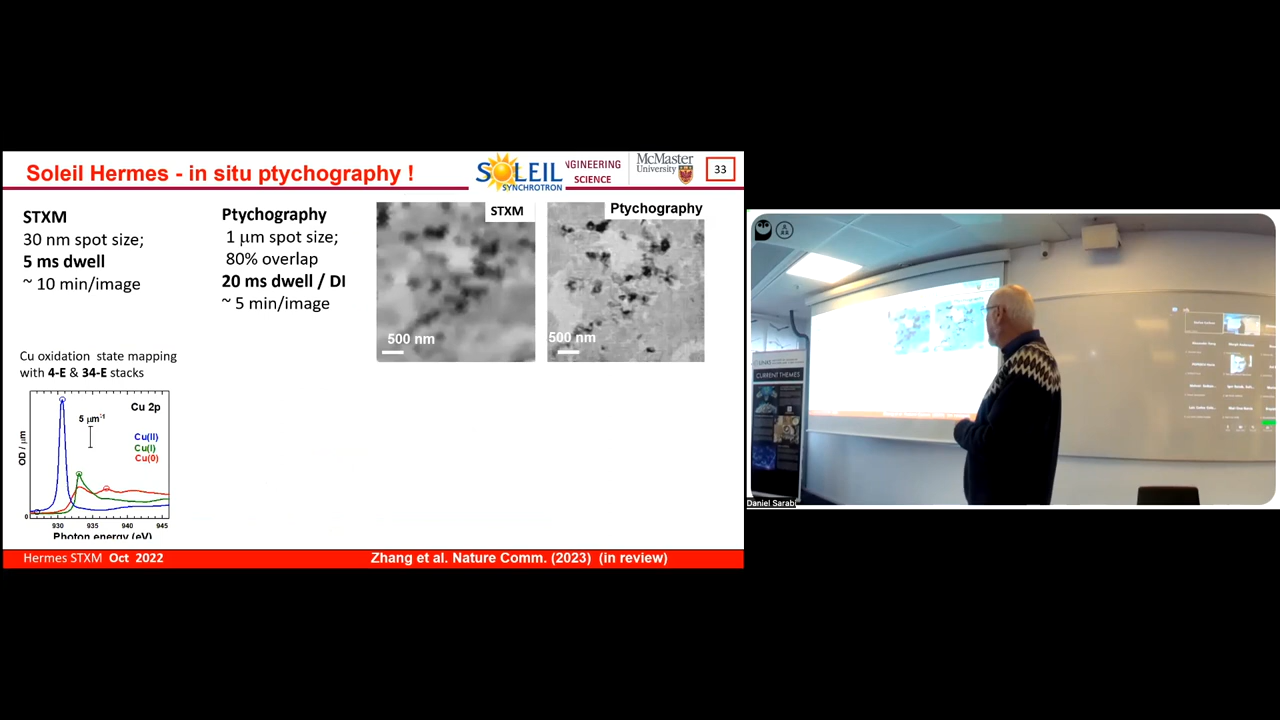 Soleil Hermes - in situ ptychography !
SOLEIL
SYNCHROTRON
NGINEERING
SCIENCE
McMaster
University
33
STXM
30 nm spot size;
5 ms dwell
~ 10 min/image
Ptychography
1 μm spot size;
80% overlap
20 ms dwell / DI
~ 5 min/image
STXM
500 nm
Ptychography
500 nm
Cu oxidation state mapping
with 4-E & 34-E stacks
Cu 2p
5 μm⁻¹
Cu(II)
Cu(I)
Cu(0)
OD / μm
0
930 935 940 945
Photon energy (eV)
Hermes STXM Oct 2022
Zhang et al. Nature Comm. (2023) (in review)
CURRENT THEMES
Daniel Sarabi